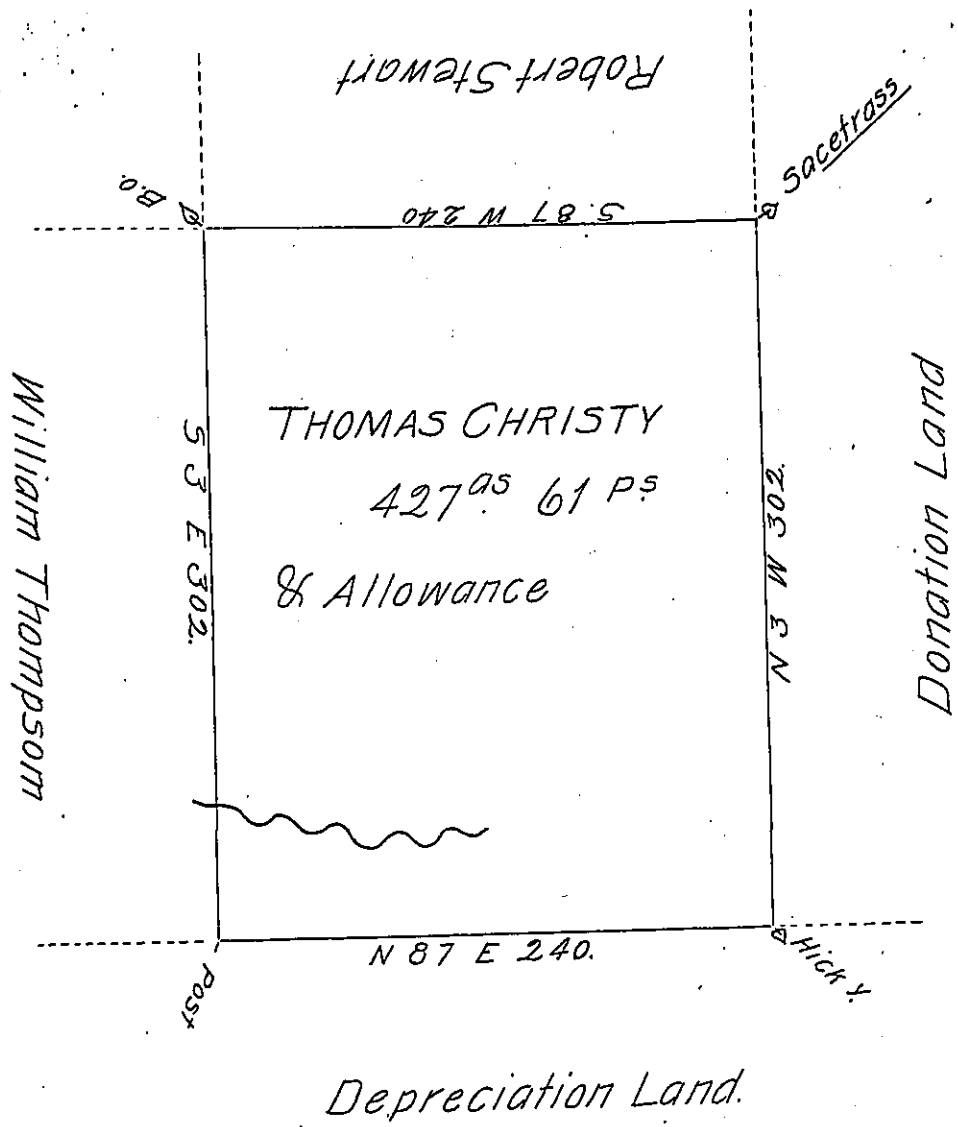 Robert Stewart
Sacetrass
B.o.
S. 87 W 240
William Thompsom
S 3 E 302.
THOMAS CHRISTY
427as 61 Ps
& Allowance
N 3 W 302.
Donation Land
N 87 E 240.
Post
Hick y.
Depreciation Land.